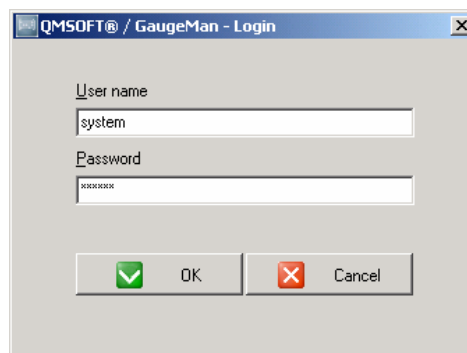 QMSOFT® / GaugeMan - Login
User name
system
Password
××××××
OK
Cancel